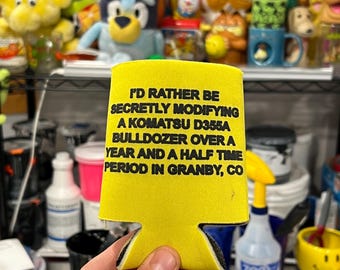 I'D RATHER BE
SECRETLY MODIFYING
A KOMATSU D355A
BULLDOZER OVER A
YEAR AND A HALF TIME
PERIOD IN GRANBY, CO